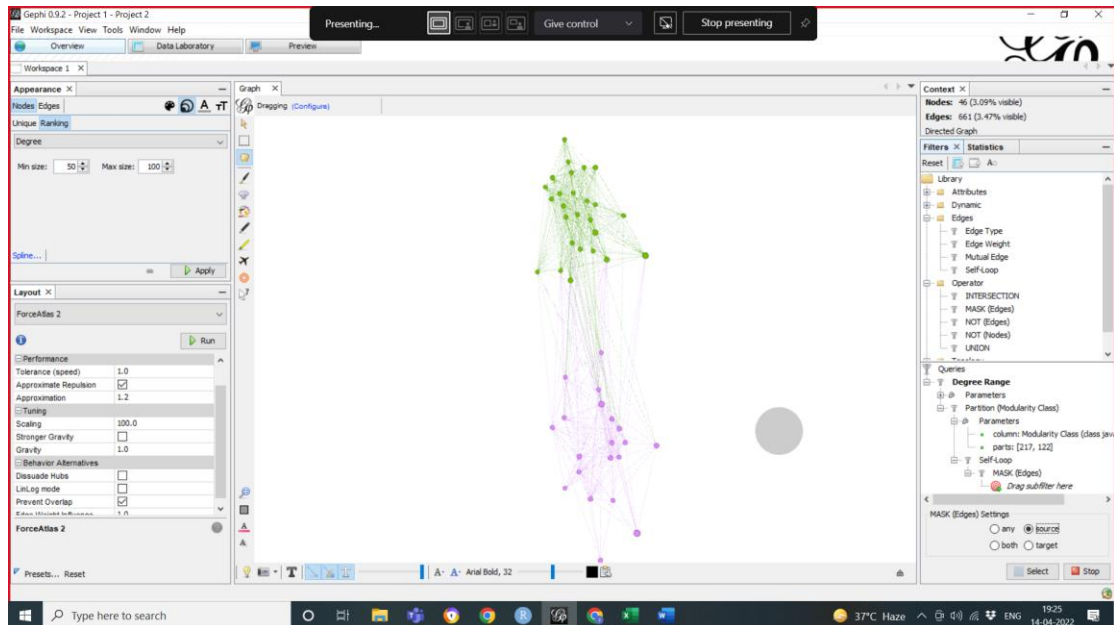 Gephi 0.9.2 - Project 1 - Project 2
Presenting... Give control Stop presenting
File Workspace View Tools Window Help
Overview Data Laboratory Preview
Workspace 1
Appearance
Nodes Edges
Unique Ranking
Degree
Min size: 50 Max size: 100
Spline...
Apply
Layout
ForceAtlas 2
Run
Performance
Tolerance (speed) 1.0
Approximate Repulsion
Approximation 1.2
Tuning
Scaling 100.0
Stronger Gravity
Gravity 1.0
Behavior Alternatives
Dissuade Hubs
LinLog mode
Prevent Overlap
Edge Weight Influence 1.0
ForceAtlas 2
Presets... Reset
Graph
Dragging (Configure)
A- A- Arial Bold, 32
Context
Nodes: 46 (3.09% visible)
Edges: 661 (3.47% visible)
Directed Graph
Filters Statistics
Reset
Library
Attributes
Dynamic
Edges
Edge Type
Edge Weight
Mutual Edge
Self-Loop
Operator
INTERSECTION
MASK (Edges)
NOT (Edges)
NOT (Nodes)
UNION
Queries
Degree Range
Parameters
Partition (Modularity Class)
Parameters
column: Modularity Class (class jav
parts: [217, 122]
Self-Loop
MASK (Edges)
Drag subfilter here
MASK (Edges) Settings
any source
both target
Select Stop
Type here to search
37°C Haze ENG 19:25
14-04-2022